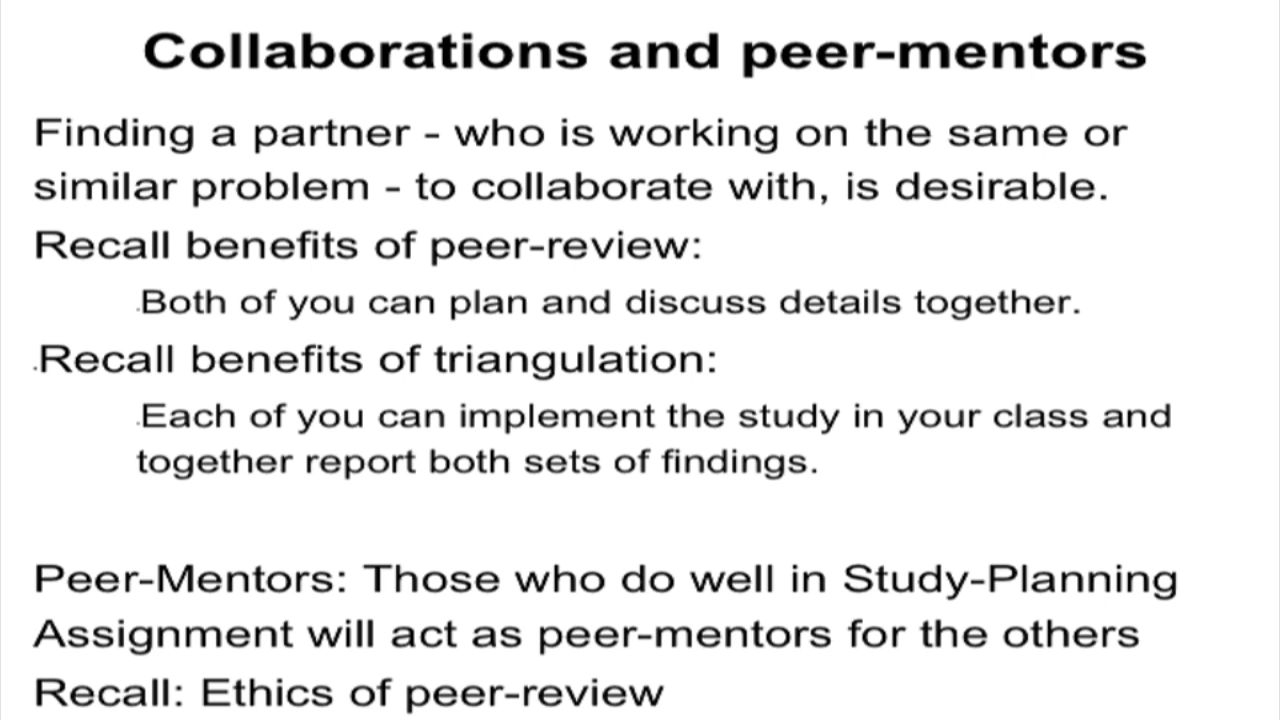 Collaborations and peer-mentors
Finding a partner - who is working on the same or
similar problem - to collaborate with, is desirable.
Recall benefits of peer-review:
.Both of you can plan and discuss details together.
.Recall benefits of triangulation:
.Each of you can implement the study in your class and
together report both sets of findings.
Peer-Mentors: Those who do well in Study-Planning
Assignment will act as peer-mentors for the others
Recall: Ethics of peer-review